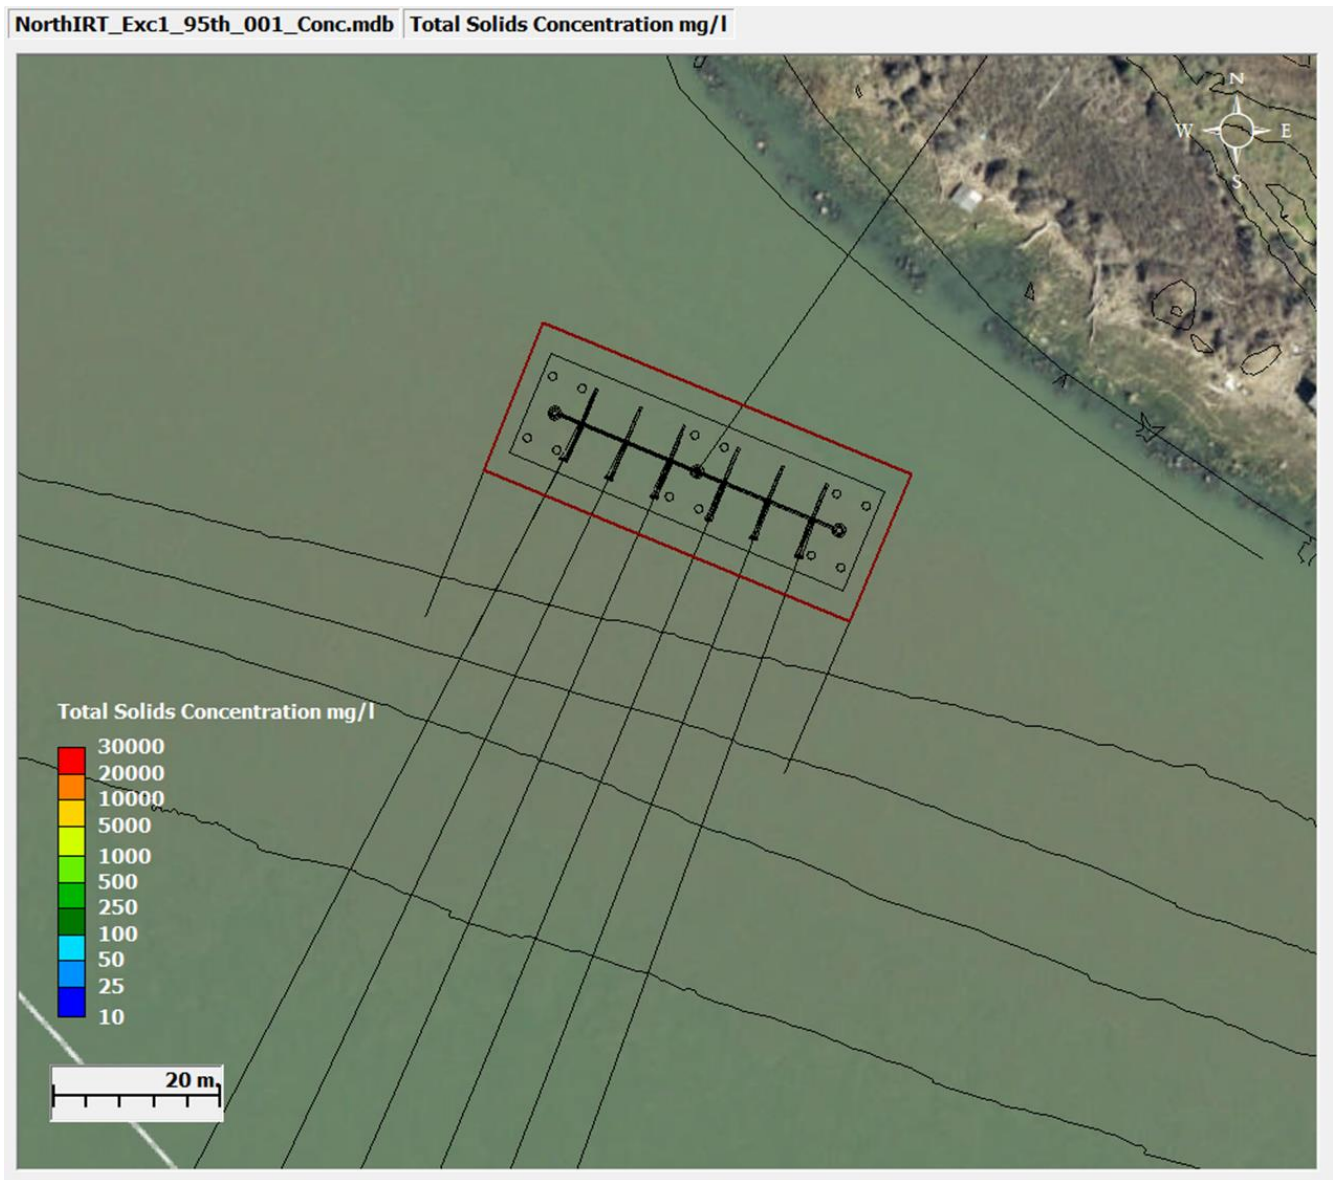 NorthIRT_Exc1_95th_001_Conc.mdb Total Solids Concentration mg/l
N
W E
S
Total Solids Concentration mg/l
30000
20000
10000
5000
1000
500
250
100
50
25
10
20 m.